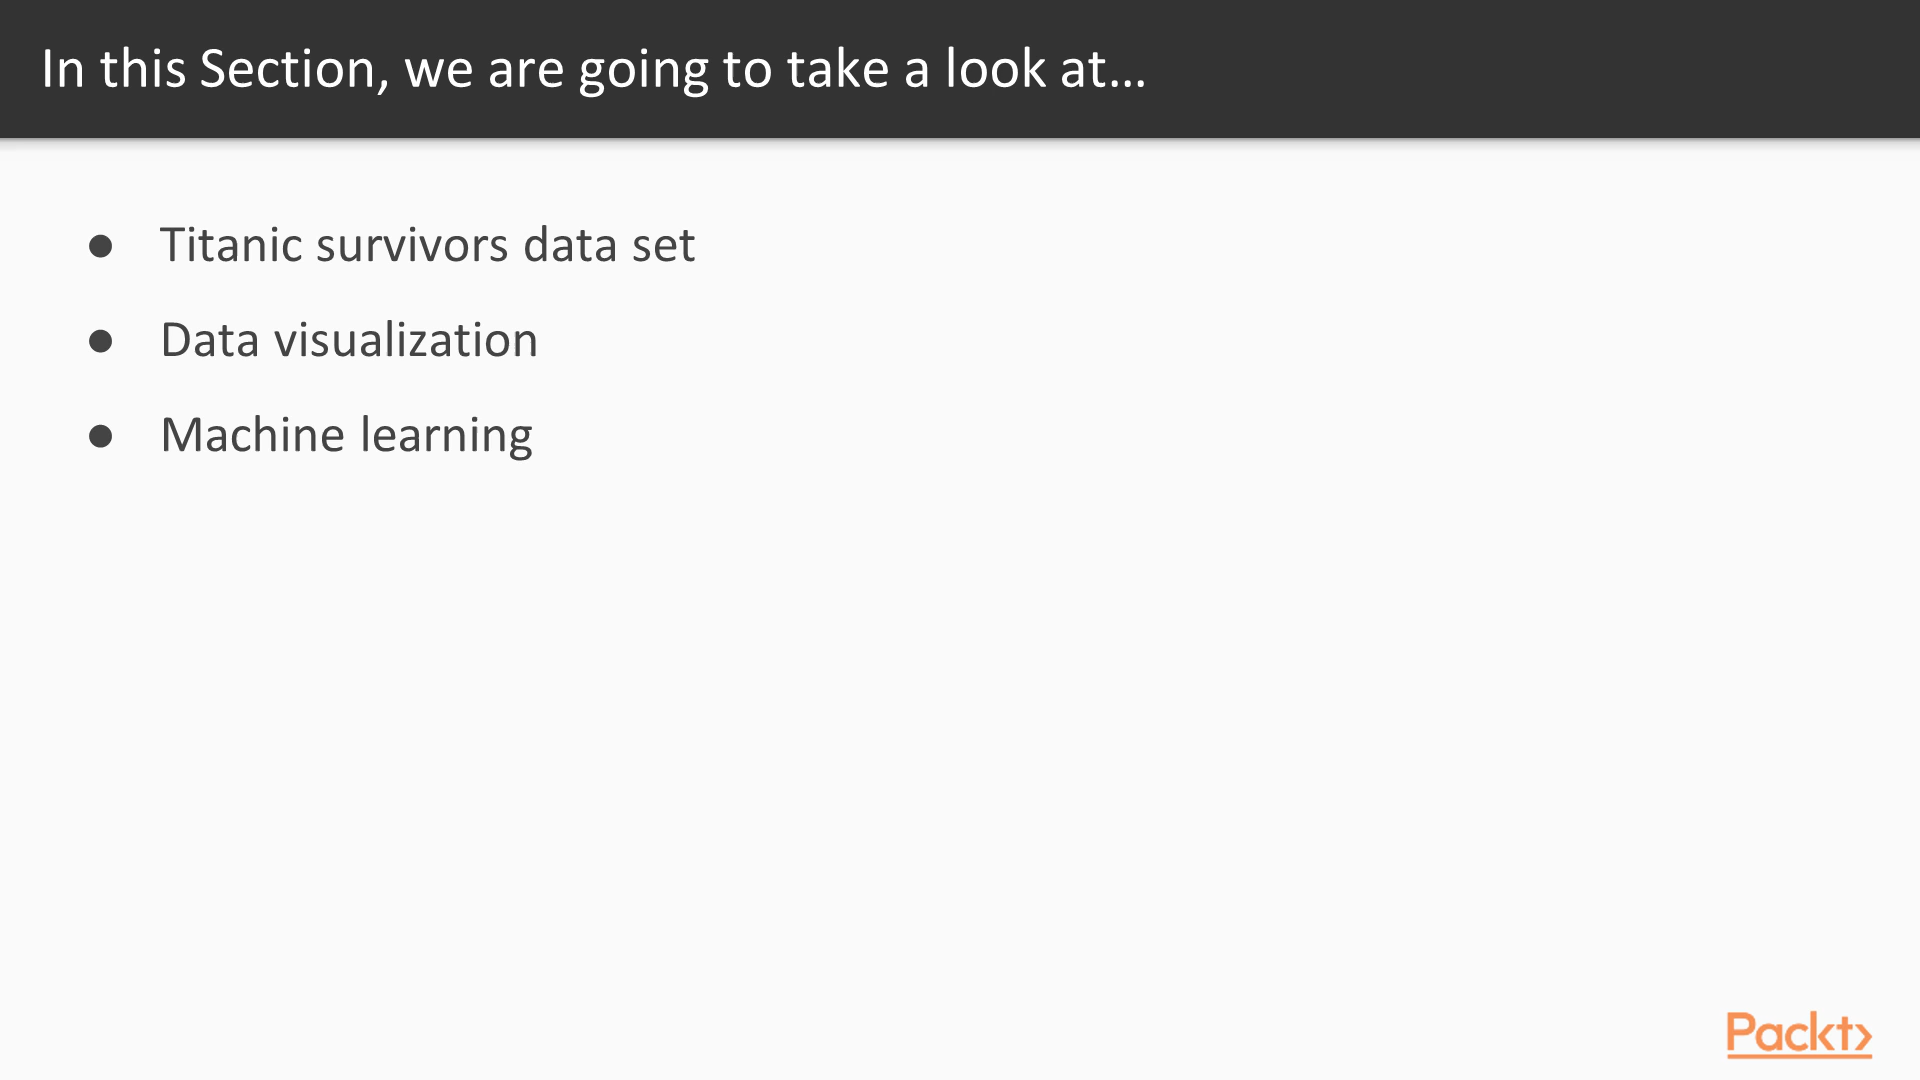 In this Section, we are going to take a look at...
● Titanic survivors data set
● Data visualization
● Machine learning
Packt>